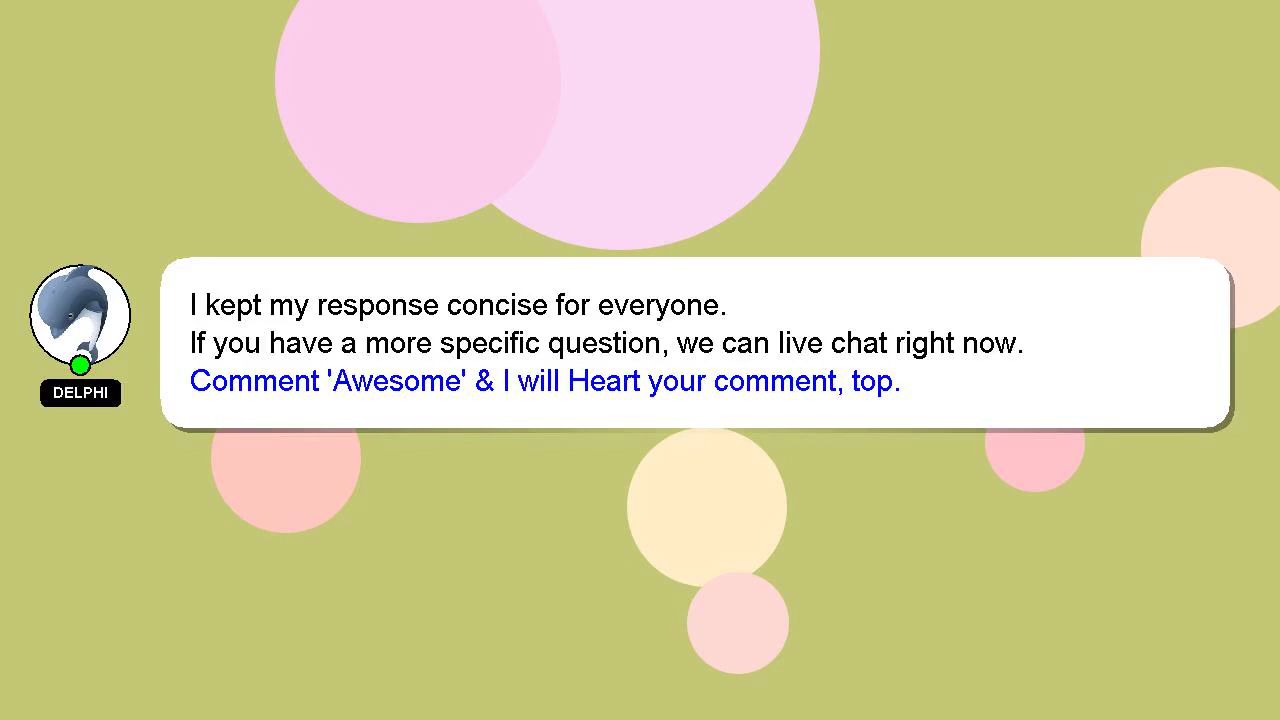 I kept my response concise for everyone.
If you have a more specific question, we can live chat right now.
Comment 'Awesome' & I will Heart your comment, top.
DELPHI